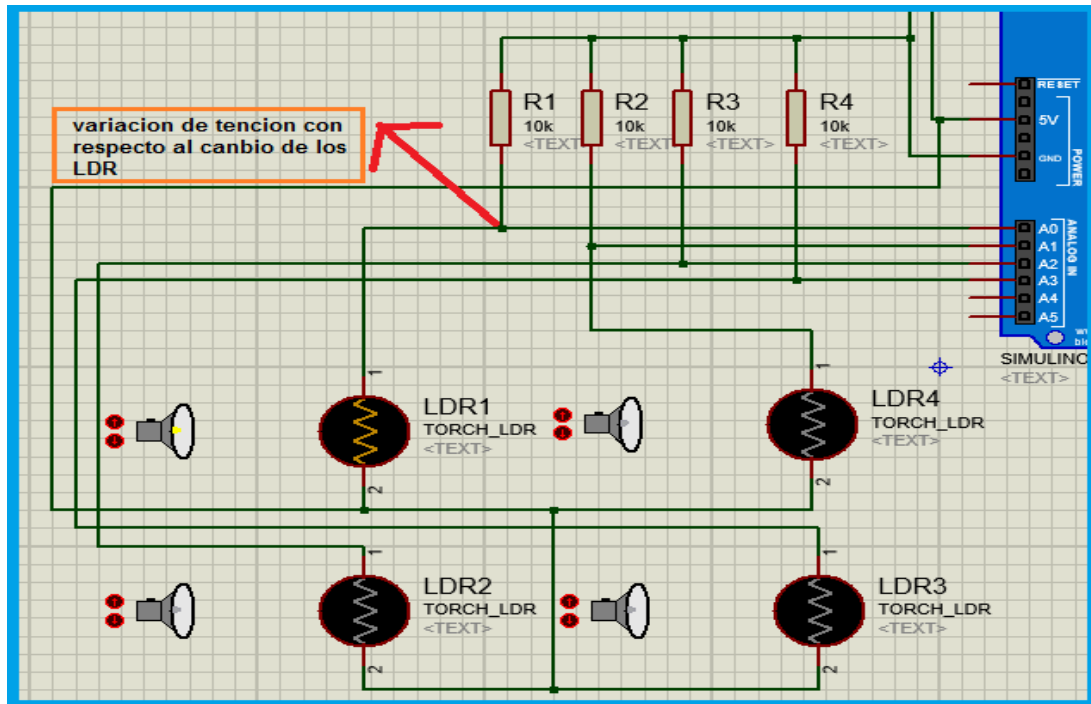 variacion de tencion con
respecto al canbio de los
LDR
R1
10k
<TEXT>
R2
10k
<TEXT>
R3
10k
<TEXT>
R4
10k
<TEXT>
RESET
5V
GND
POWER
A0
A1
A2
A3
A4
A5
ANALOG IN
SIMULINO
<TEXT>
1
LDR1
TORCH_LDR
<TEXT>
2
1
LDR4
TORCH_LDR
<TEXT>
2
1
LDR2
TORCH_LDR
<TEXT>
2
1
LDR3
TORCH_LDR
<TEXT>
2